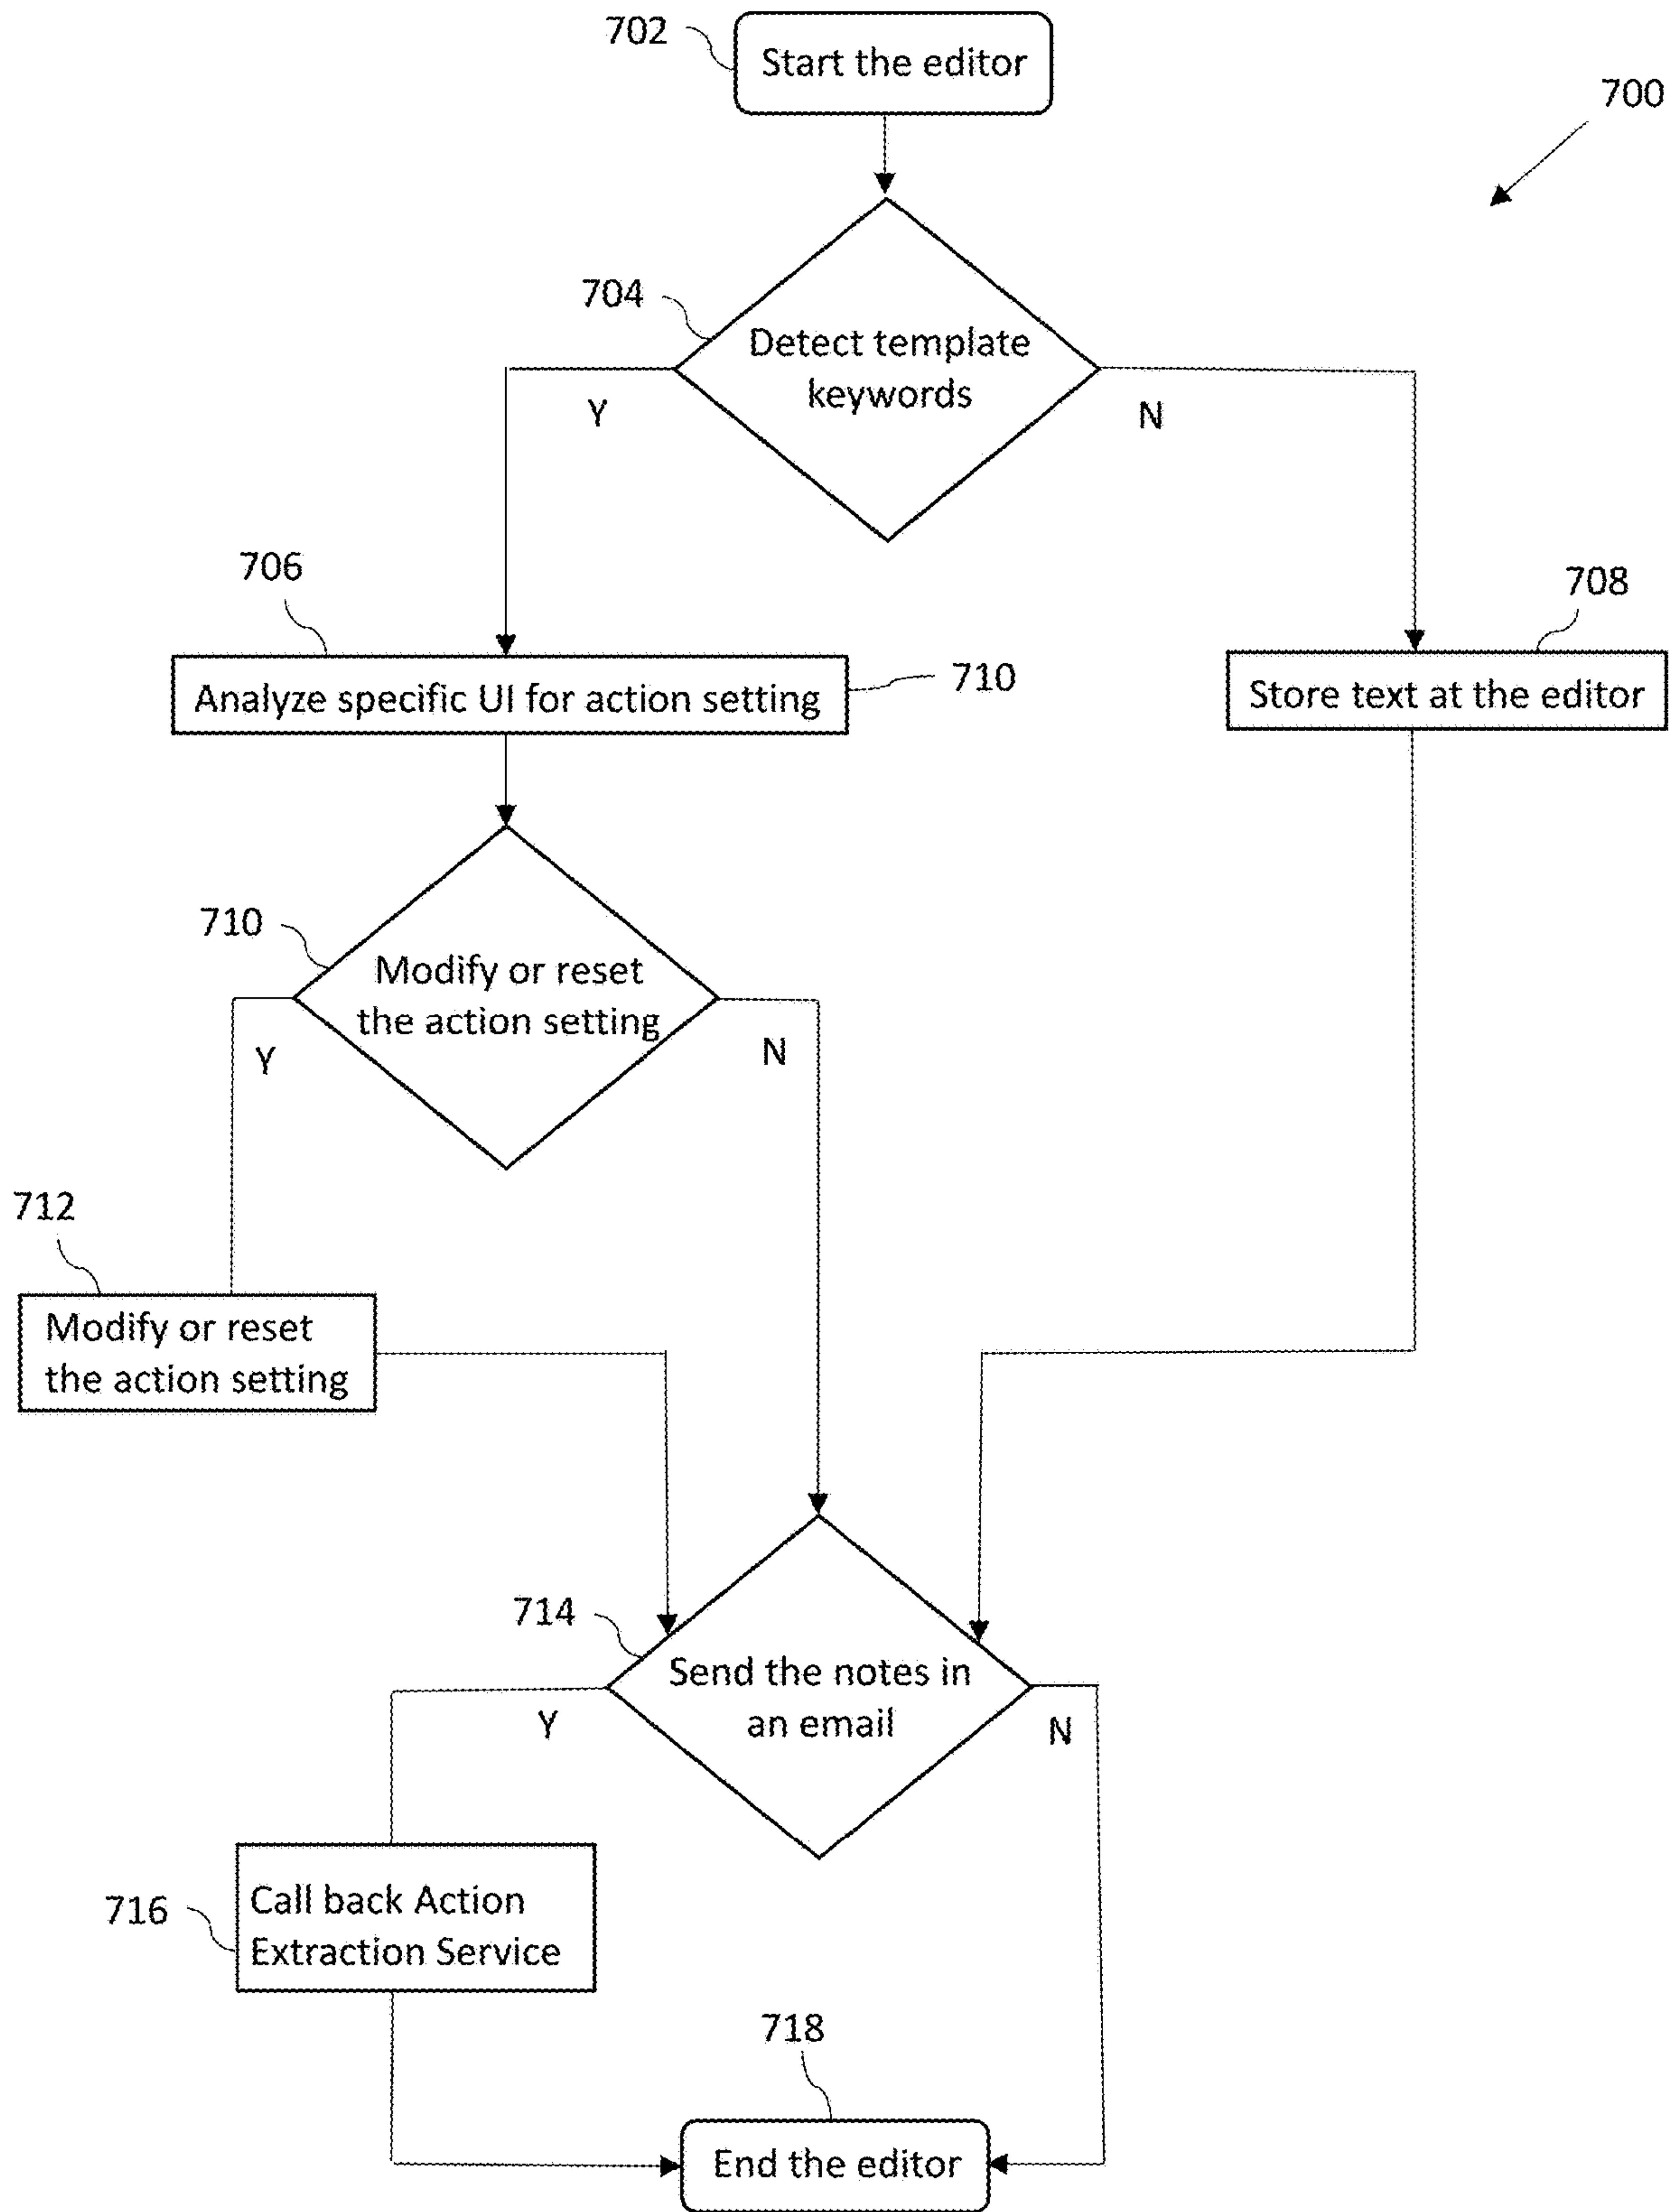 702
Start the editor
700
704
Detect template
keywords
Y
N
706
708
Analyze specific UI for action setting
710
Store text at the editor
710
Modify or reset
the action setting
Y
N
712
Modify or reset
the action setting
714
Send the notes in
an email
Y
N
716
Call back Action
Extraction Service
718
End the editor